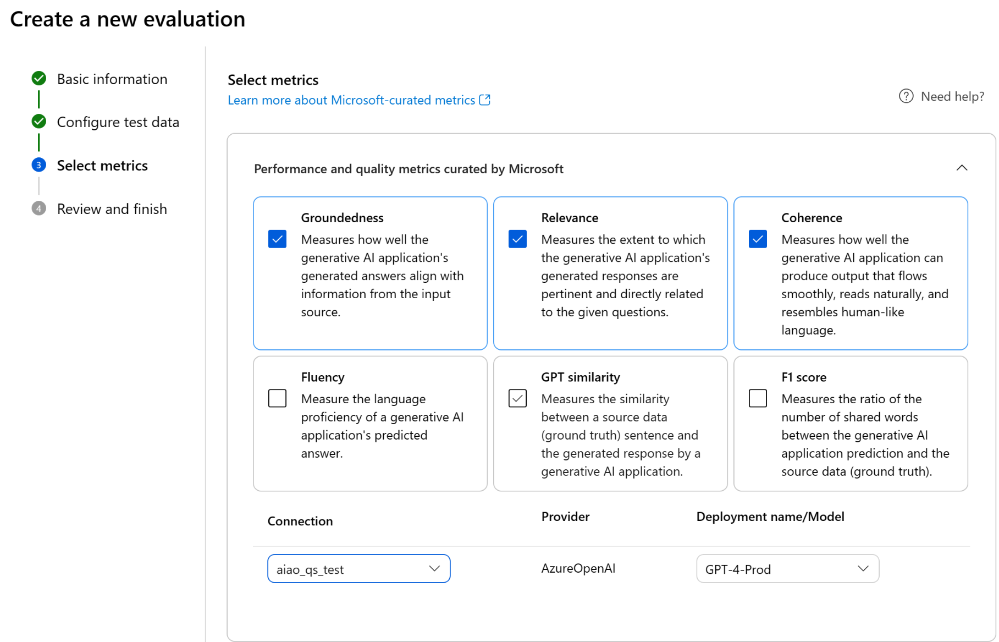 Create a new evaluation
Basic information
Configure test data
3 Select metrics
4 Review and finish
Select metrics
Learn more about Microsoft-curated metrics
? Need help?
Performance and quality metrics curated by Microsoft
Groundedness
Measures how well the
generative AI application's
generated answers align with
information from the input
source.
Relevance
Measures the extent to which
the generative AI application's
generated responses are
pertinent and directly related
to the given questions.
Coherence
Measures how well the
generative AI application can
produce output that flows
smoothly, reads naturally, and
resembles human-like
language.
Fluency
Measure the language
proficiency of a generative AI
application's predicted
answer.
GPT similarity
Measures the similarity
between a source data
(ground truth) sentence and
the generated response by a
generative AI application.
F1 score
Measures the ratio of the
number of shared words
between the generative AI
application prediction and the
source data (ground truth).
Connection
Provider
Deployment name/Model
aiao_qs_test
AzureOpenAI
GPT-4-Prod